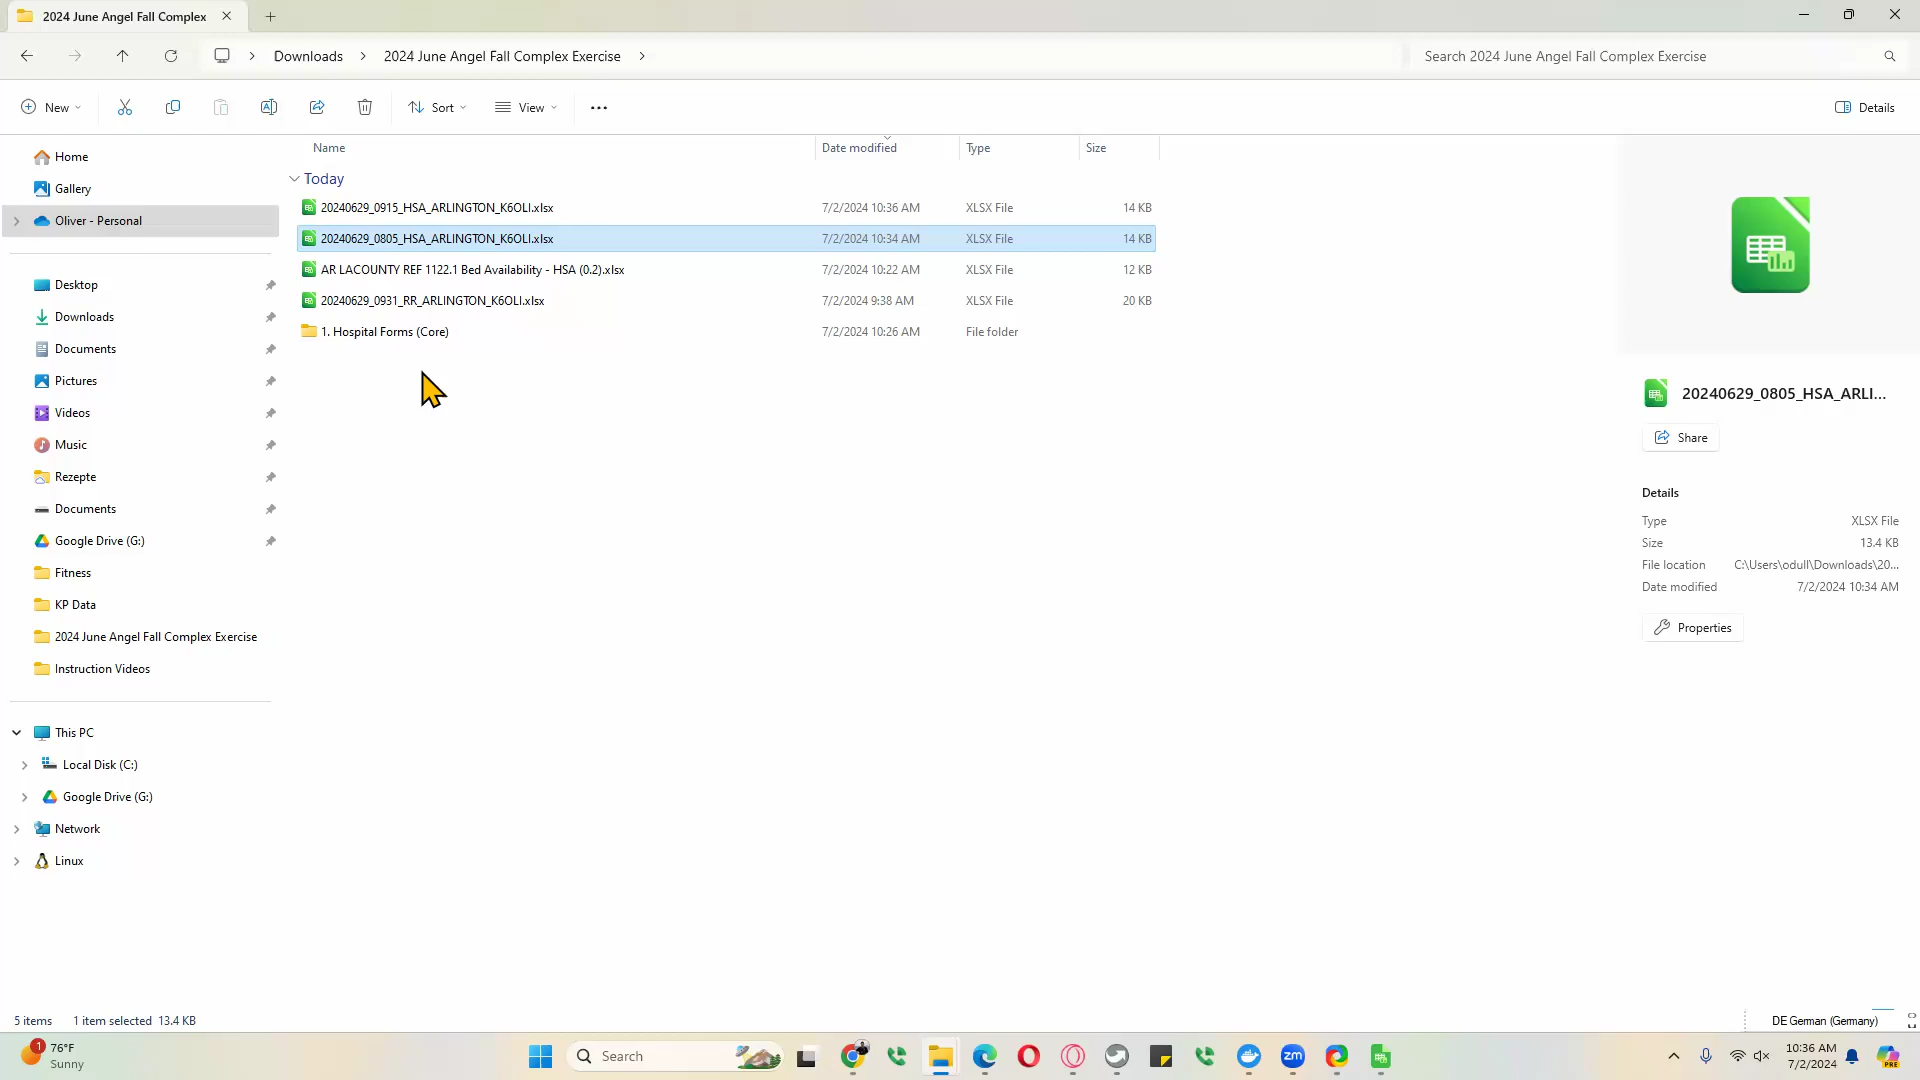 2024 June Angel Fall Complex
Downloads
2024 June Angel Fall Complex Exercise
Search 2024 June Angel Fall Complex Exercise
New
Sort
View
Details
Home
Gallery
Oliver - Personal
Desktop
Downloads
Documents
Pictures
Videos
Music
Rezepte
Documents
Google Drive (G:)
Fitness
KP Data
2024 June Angel Fall Complex Exercise
Instruction Videos
This PC
Local Disk (C:)
Google Drive (G:)
Network
Linux
Name Date modified Type Size
Today
20240629_0915_HSA_ARLINGTON_K6OLI.xlsx 7/2/2024 10:36 AM XLSX File 14 KB
20240629_0805_HSA_ARLINGTON_K6OLI.xlsx 7/2/2024 10:34 AM XLSX File 14 KB
AR LACOUNTY REF 1122.1 Bed Availability - HSA (0.2).xlsx 7/2/2024 10:22 AM XLSX File 12 KB
20240629_0931_RR_ARLINGTON_K6OLI.xlsx 7/2/2024 9:38 AM XLSX File 20 KB
1. Hospital Forms (Core) 7/2/2024 10:26 AM File folder
20240629_0805_HSA_ARLI...
Share
Details
Type XLSX File
Size 13.4 KB
File location C:\Users\odull\Downloads\20...
Date modified 7/2/2024 10:34 AM
Properties
5 items 1 item selected 13.4 KB
DE German (Germany)
1
76°F
Sunny
Search
zm
10:36 AM
7/2/2024
PRE